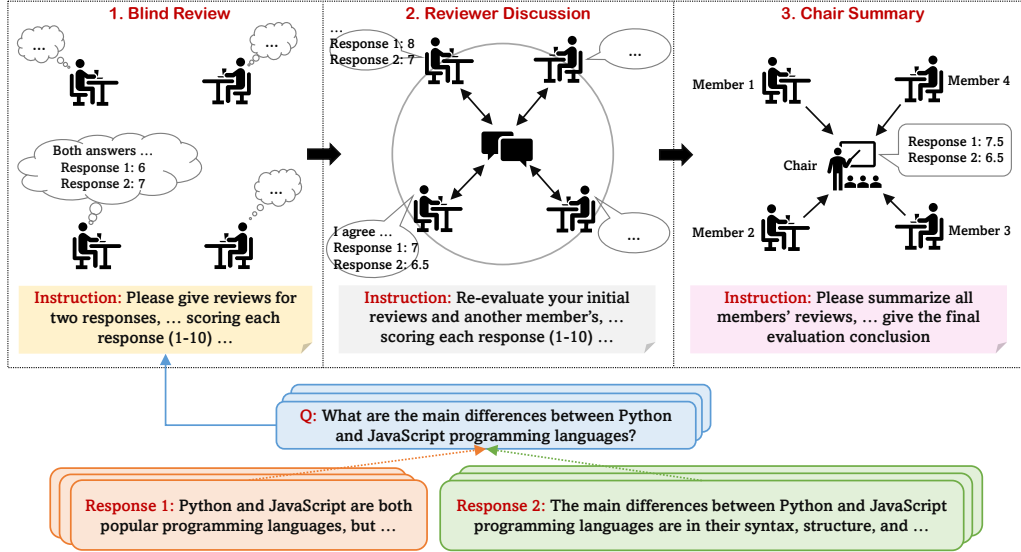 1. Blind Review
...
...
Both answers ...
Response 1: 6
Response 2: 7
...
Instruction: Please give reviews for
two responses, ... scoring each
response (1-10) ...
2. Reviewer Discussion
...
Response 1: 8
Response 2: 7
...
I agree ...
Response 1: 7
Response 2: 6.5
...
Instruction: Re-evaluate your initial
reviews and another member's, ...
scoring each response (1-10) ...
3. Chair Summary
Member 1
Member 4
Response 1: 7.5
Response 2: 6.5
Chair
Member 2
Member 3
Instruction: Please summarize all
members' reviews, ... give the final
evaluation conclusion
Q: What are the main differences between Python
and JavaScript programming languages?
Response 1: Python and JavaScript are both
popular programming languages, but ...
Response 2: The main differences between Python and JavaScript
programming languages are in their syntax, structure, and ...